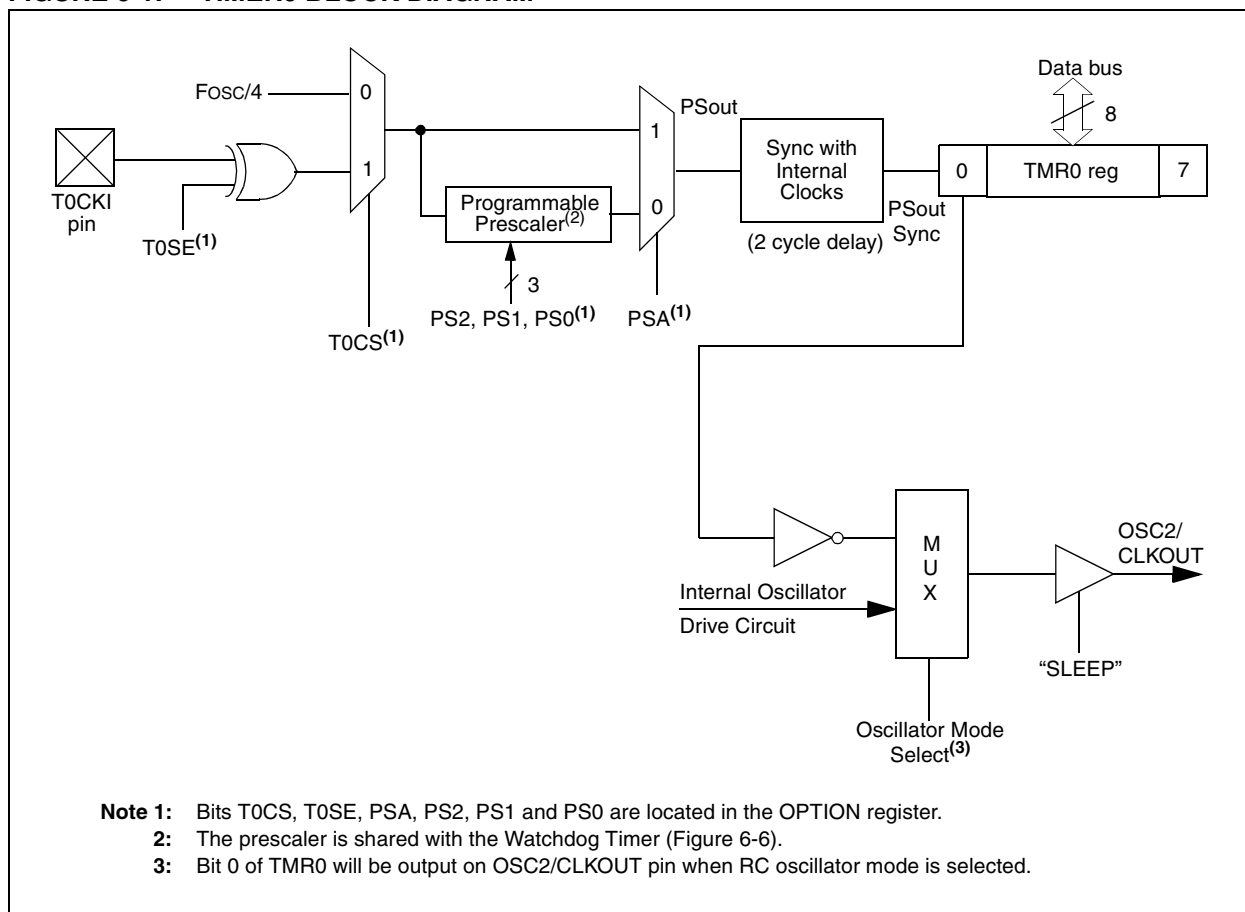 Data bus
FOSC/4
0
PSout
8
1
T0CKI
pin
1
Sync with
Internal
Clocks
0
TMR0 reg
7
Programmable
Prescaler(2)
0
PSout
Sync
T0SE(1)
(2 cycle delay)
3
PS2, PS1, PS0(1)
PSA(1)
T0CS(1)
M
U
X
OSC2/
CLKOUT
Internal Oscillator
Drive Circuit
"SLEEP"
Oscillator Mode
Select(3)
Note 1: Bits T0CS, T0SE, PSA, PS2, PS1 and PS0 are located in the OPTION register.
2: The prescaler is shared with the Watchdog Timer (Figure 6-6).
3: Bit 0 of TMR0 will be output on OSC2/CLKOUT pin when RC oscillator mode is selected.